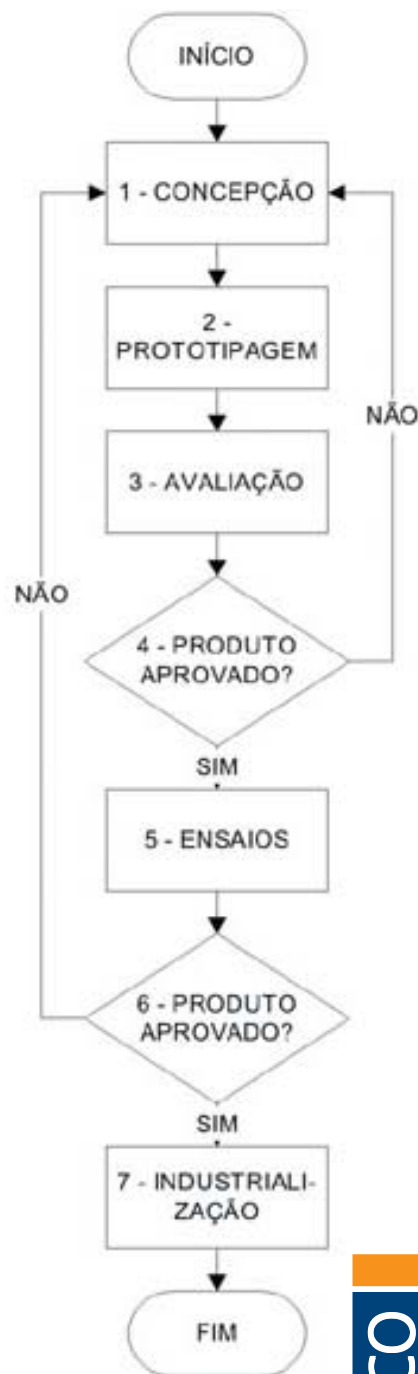 INÍCIO
1 - CONCEPÇÃO
2 -
PROTOTIPAGEM
NÃO
3 - AVALIAÇÃO
NÃO
4 - PRODUTO
APROVADO?
SIM
5 - ENSAIOS
6 - PRODUTO
APROVADO?
SIM
7 - INDUSTRIALI-
ZAÇÃO
FIM
CO